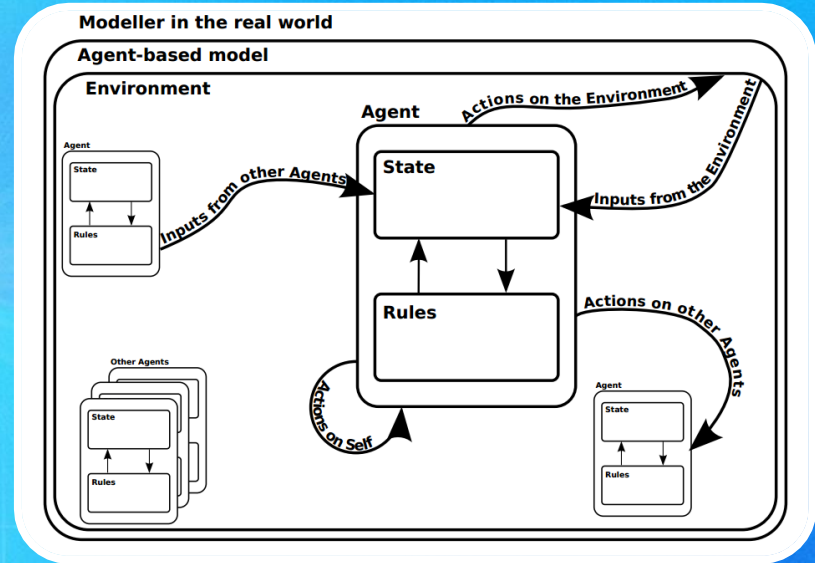 Modeller in the real world
Agent-based model
Environment
Agent
Actions on the Environment
Inputs from the Environment
Agent
State
Rules
Inputs from other Agents
State
Rules
Actions on Self
Actions on other Agents
Other Agents
State
Rules
Agent
State
Rules